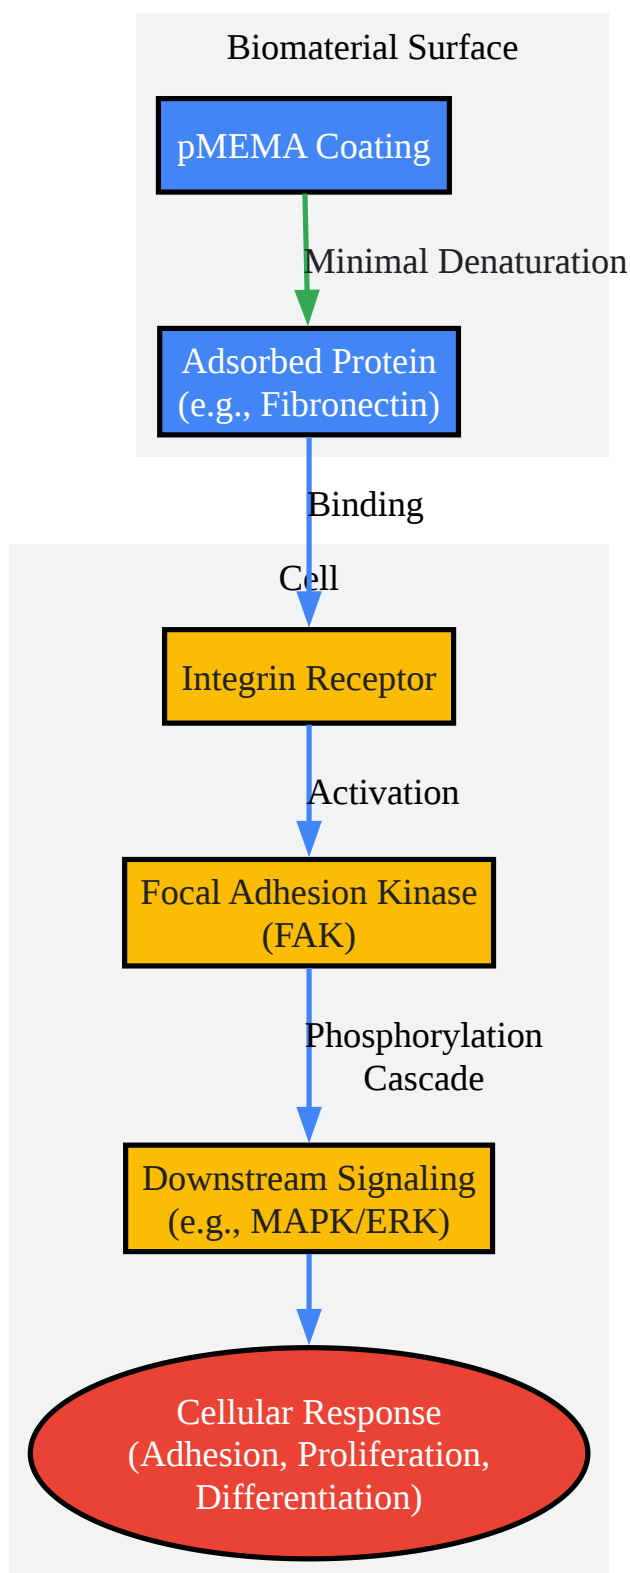 Biomaterial Surface
pMEMA Coating
Minimal Denaturation
Adsorbed Protein
(e.g., Fibronectin)
Binding
Cell
Integrin Receptor
Activation
Focal Adhesion Kinase
(FAK)
Phosphorylation
Cascade
Downstream Signaling
(e.g., MAPK/ERK)
Cellular Response
(Adhesion, Proliferation,
Differentiation)